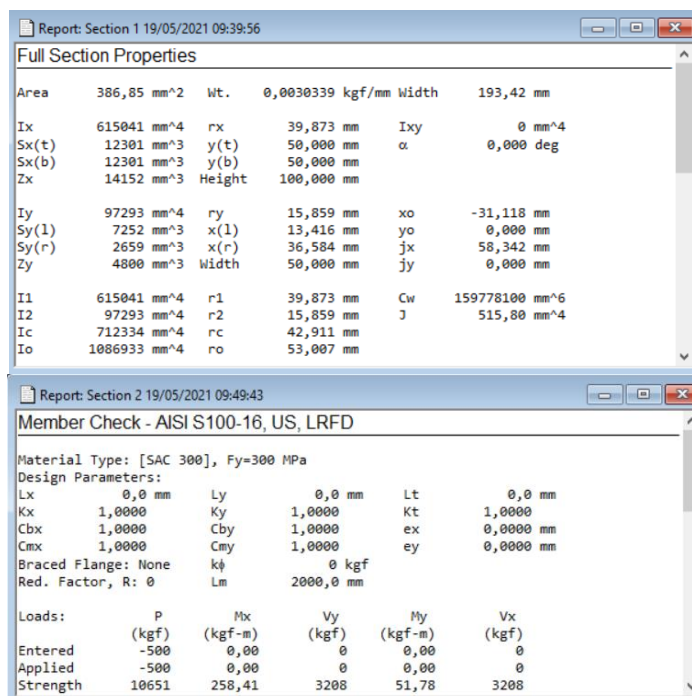 Report: Section 1 19/05/2021 09:39:56
Full Section Properties
Area 386,85 mm^2 Wt. 0,0030339 kgf/mm Width 193,42 mm
Ix 615041 mm^4 rx 39,873 mm Ixy 0 mm^4
Sx(t) 12301 mm^3 y(t) 50,000 mm α 0,000 deg
Sx(b) 12301 mm^3 y(b) 50,000 mm
Zx 14152 mm^3 Height 100,000 mm
Iy 97293 mm^4 ry 15,859 mm xo -31,118 mm
Sy(l) 7252 mm^3 x(l) 13,416 mm yo 0,000 mm
Sy(r) 2659 mm^3 x(r) 36,584 mm jx 58,342 mm
Zy 4800 mm^3 Width 50,000 mm jy 0,000 mm
I1 615041 mm^4 r1 39,873 mm Cw 159778100 mm^6
I2 97293 mm^4 r2 15,859 mm J 515,80 mm^4
Ic 712334 mm^4 rc 42,911 mm
Io 1086933 mm^4 ro 53,007 mm
Report: Section 2 19/05/2021 09:49:43
Member Check - AISI S100-16, US, LRFD
Material Type: [SAC 300], Fy=300 MPa
Design Parameters:
Lx 0,0 mm Ly 0,0 mm Lt 0,0 mm
Kx 1,0000 Ky 1,0000 Kt 1,0000
Cbx 1,0000 Cby 1,0000 ex 0,0000 mm
Cmx 1,0000 Cmy 1,0000 ey 0,0000 mm
Braced Flange: None kϕ 0 kgf
Red. Factor, R: 0 Lm 2000,0 mm
Loads: P Mx Vy My Vx
(kgf) (kgf-m) (kgf) (kgf-m) (kgf)
Entered -500 0,00 0 0,00 0
Applied -500 0,00 0 0,00 0
Strength 10651 258,41 3208 51,78 3208